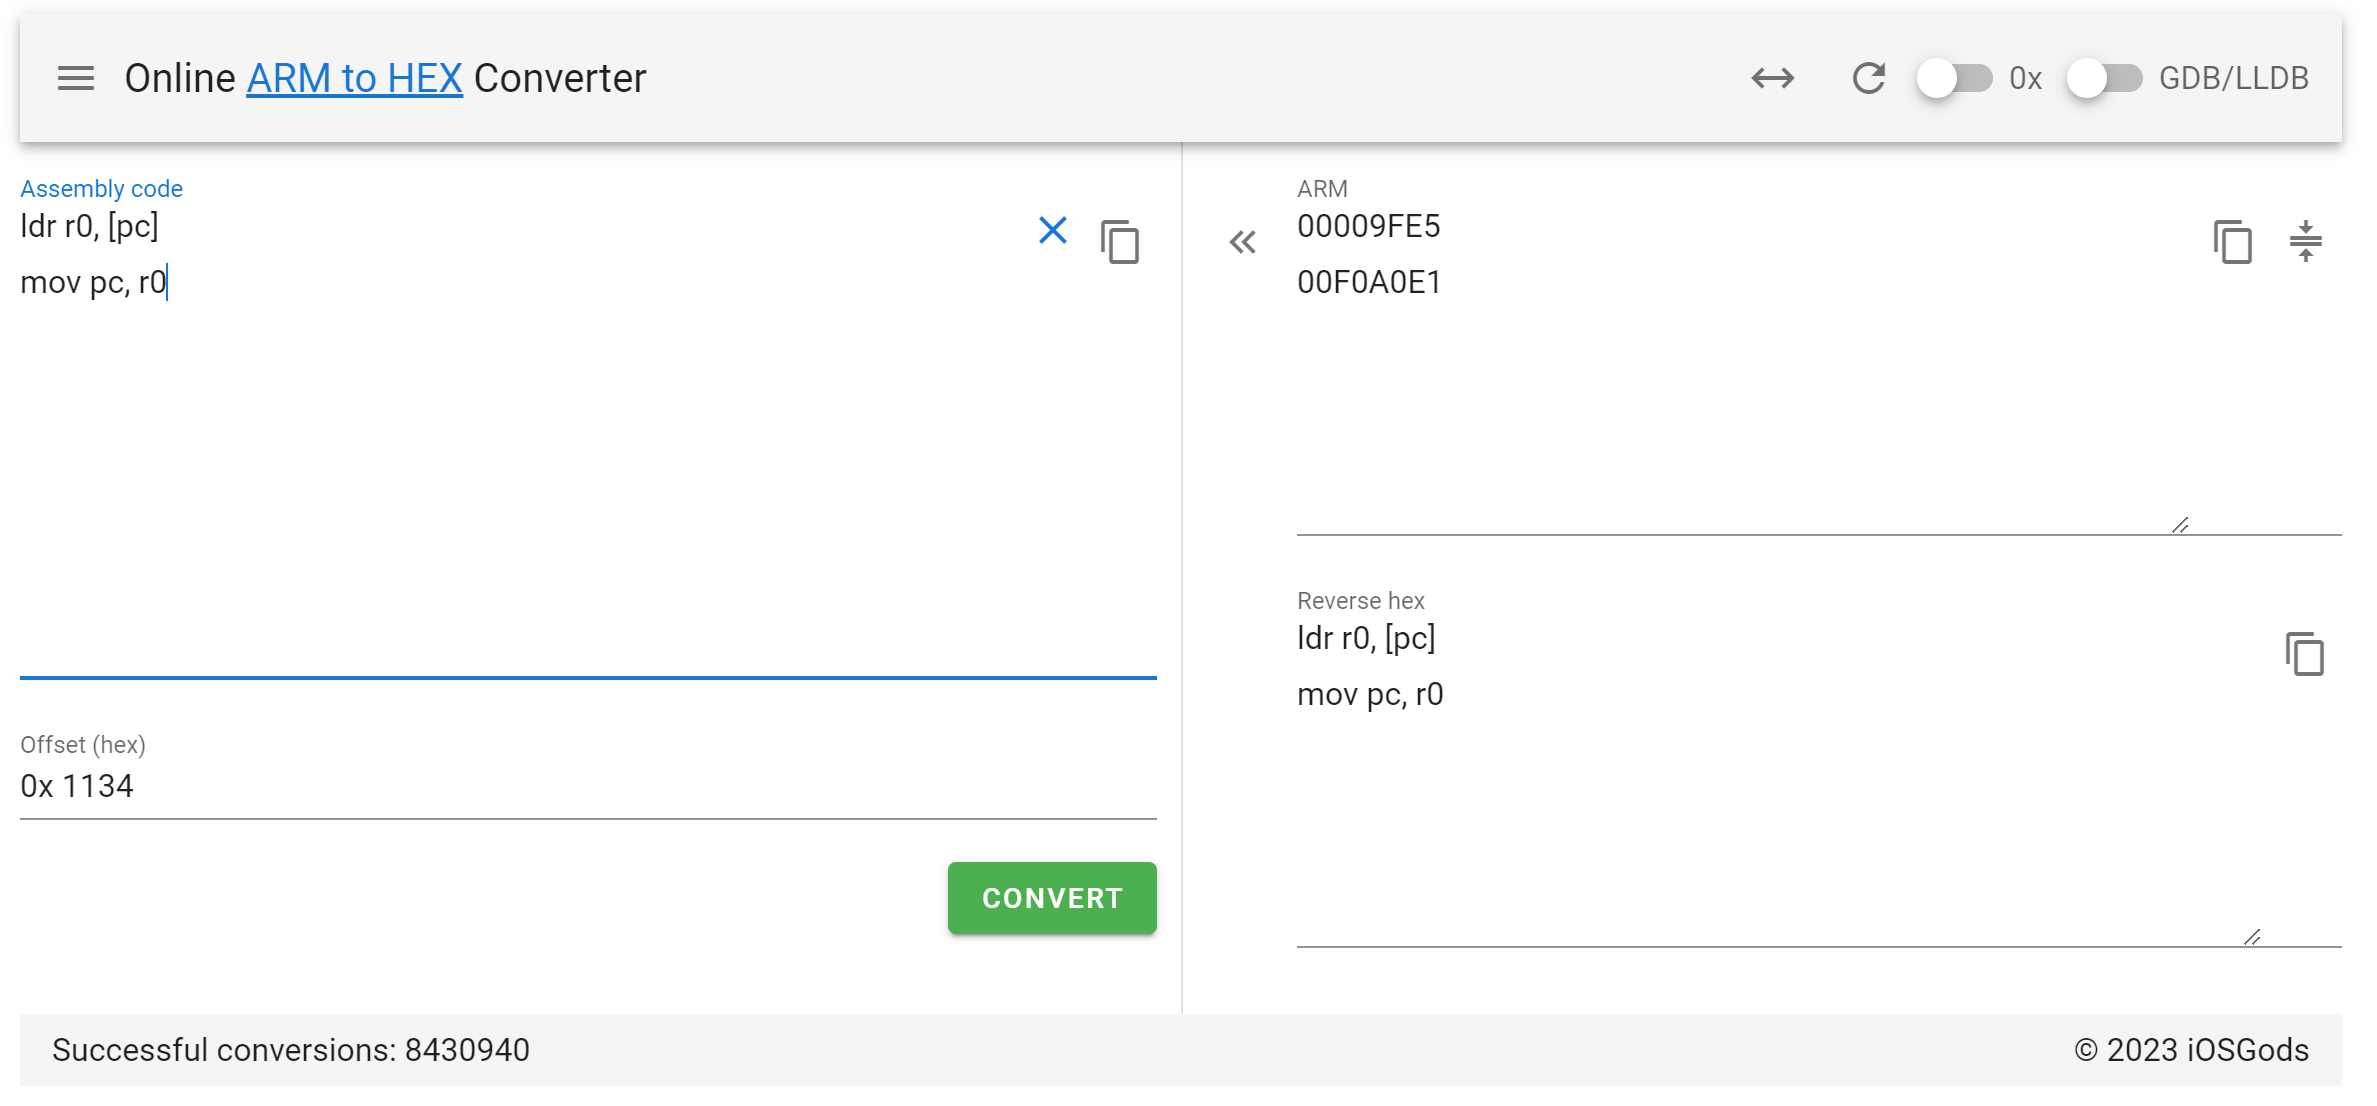 Online ARM to HEX Converter
0x
GDB/LLDB
Assembly code
ldr r0, [pc]
mov pc, r0
Offset (hex)
0x 1134
CONVERT
ARM
00009FE5
00F0A0E1
Reverse hex
ldr r0, [pc]
mov pc, r0
Successful conversions: 8430940
© 2023 iOSGods